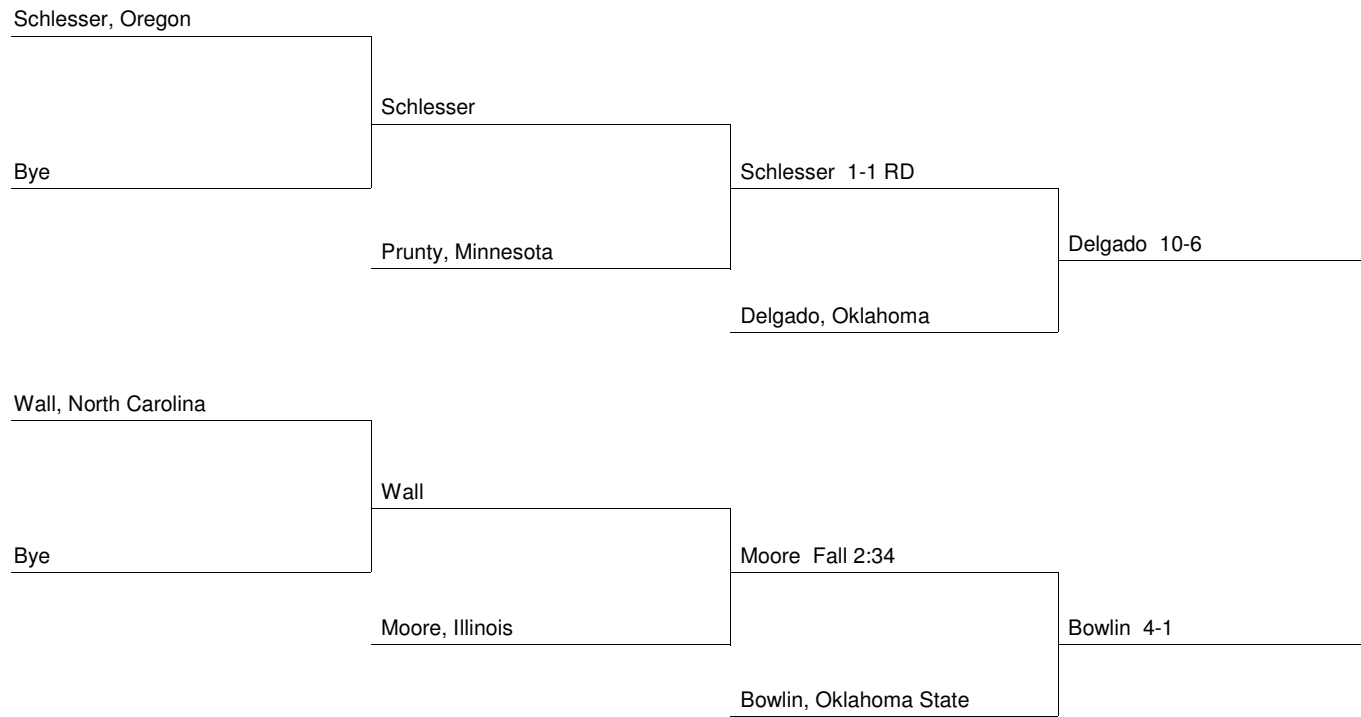 Schlesser, Oregon
Schlesser
Bye
Schlesser 1-1 RD
Delgado 10-6
Prunty, Minnesota
Delgado, Oklahoma
Wall, North Carolina
Wall
Bye
Moore Fall 2:34
Moore, Illinois
Bowlin 4-1
Bowlin, Oklahoma State